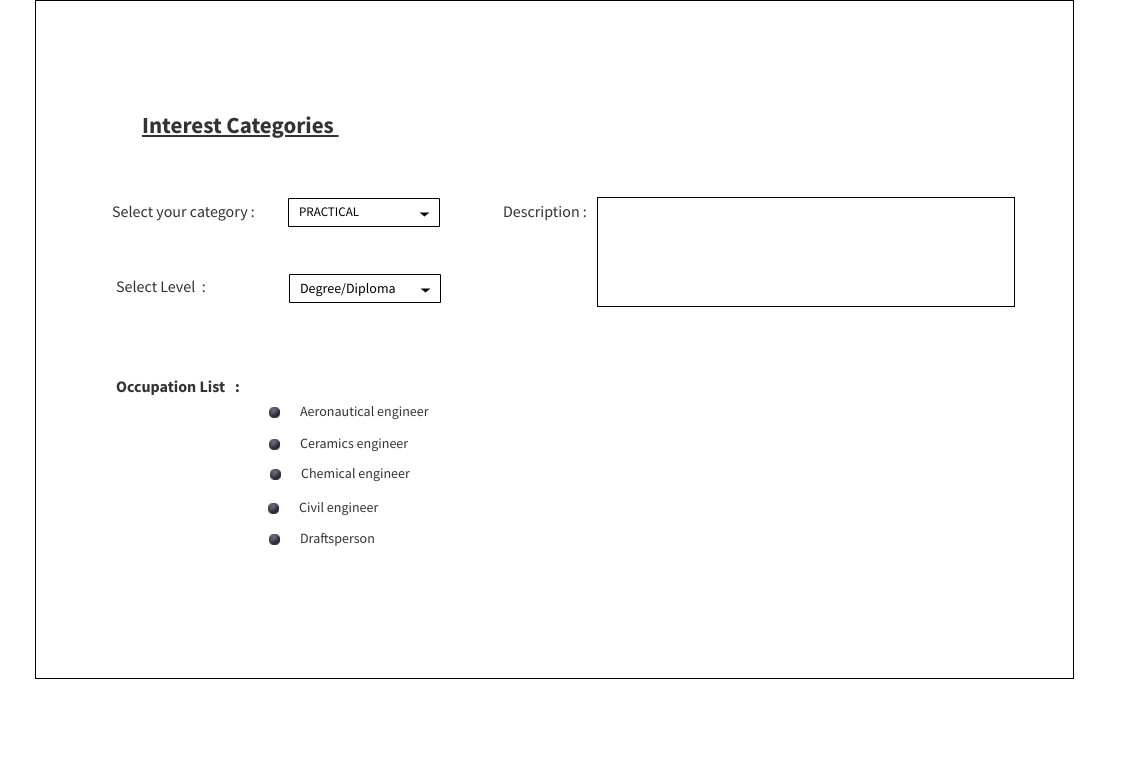 Interest Categories
Select your category :
PRACTICAL
Description :
Select Level :
Degree/Diploma
Occupation List :
Aeronautical engineer
Ceramics engineer
Chemical engineer
Civil engineer
Draftsperson